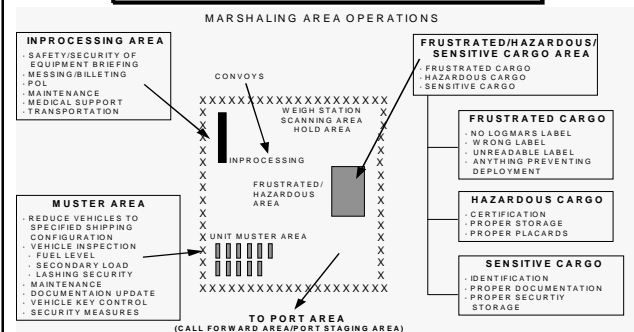 MARSHALING AREA OPERATIONS
INPROCESSING AREA
- SAFETY/SECURITY OF
EQUIPMENT BRIEFING
- MESSING/BILLETING
- POL
- MAINTENANCE
- MEDICAL SUPPORT
- TRANSPORTATION
CONVOYS
FRUSTRATED/HAZARDOUS/
SENSITIVE CARGO AREA
- FRUSTRATED CARGO
- HAZARDOUS CARGO
- SENSITIVE CARGO
WEIGH STATION
SCANNING AREA
HOLD AREA
INPROCESSING
FRUSTRATED/
HAZARDOUS
AREA
UNIT MUSTER AREA
FRUSTRATED CARGO
- NO LOGMARS LABEL
- WRONG LABEL
- UNREADABLE LABEL
- ANYTHING PREVENTING
DEPLOYMENT
HAZARDOUS CARGO
- CERTIFICATION
- PROPER STORAGE
- PROPER PLACARDS
MUSTER AREA
- REDUCE VEHICLES TO
SPECIFIED SHIPPING
CONFIGURATION
- VEHICLE INSPECTION
- FUEL LEVEL
- SECONDARY LOAD
- LASHING SECURITY
- MAINTENANCE
- DOCUMENTAION UPDATE
- VEHICLE KEY CONTROL
- SECURITY MEASURES
SENSITIVE CARGO
- IDENTIFICATION
- PROPER DOCUMENTATION
- PROPER SECURTIY
STORAGE
TO PORT AREA
(CALL FORWARD AREA/PORT STAGING AREA)